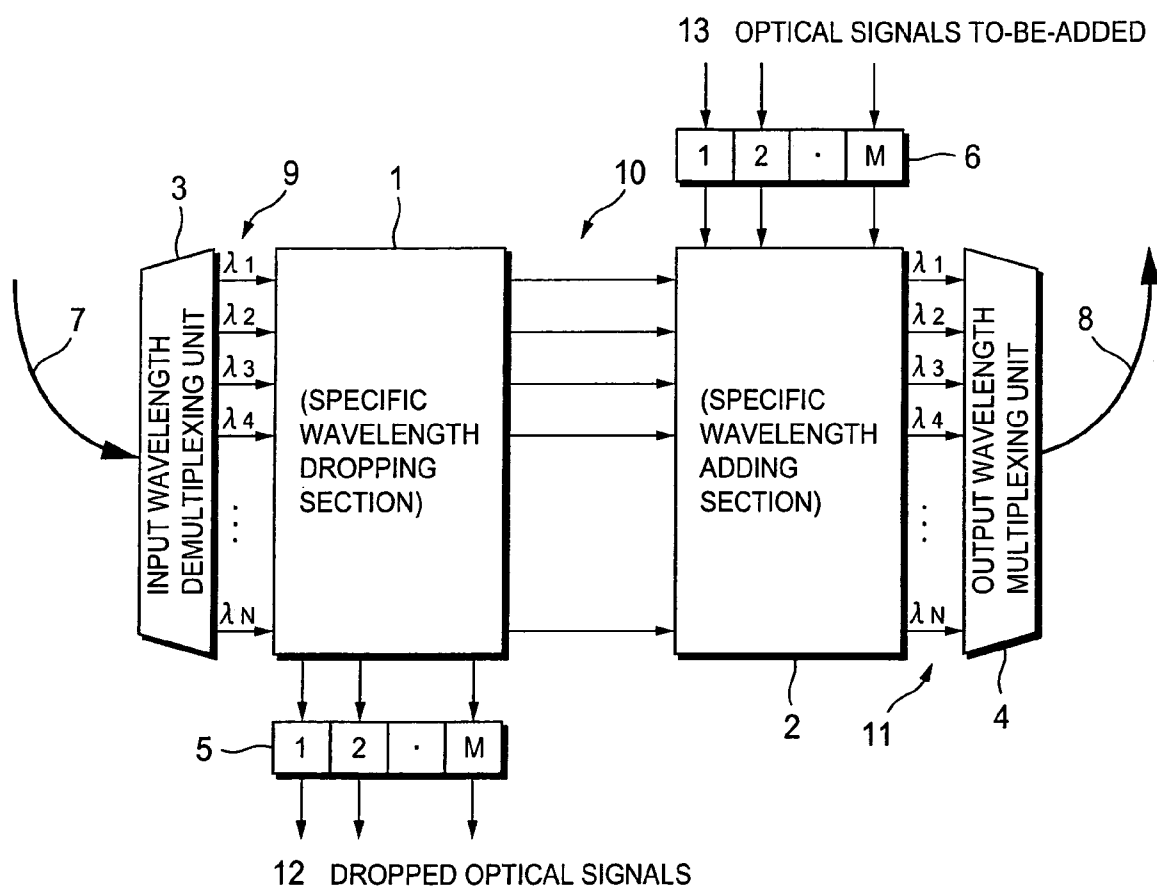 13 OPTICAL SIGNALS TO-BE-ADDED
1 2 · M
6
9
3
1
10
λ1
λ2
λ3
λ4
⋮
λN
7
INPUT WAVELENGTH
DEMULTIPLEXING UNIT
(SPECIFIC
WAVELENGTH
DROPPING
SECTION)
(SPECIFIC
WAVELENGTH
ADDING
SECTION)
λ1
λ2
λ3
λ4
⋮
λN
OUTPUT WAVELENGTH
MULTIPLEXING UNIT
8
2
11
4
5
1 2 · M
12 DROPPED OPTICAL SIGNALS